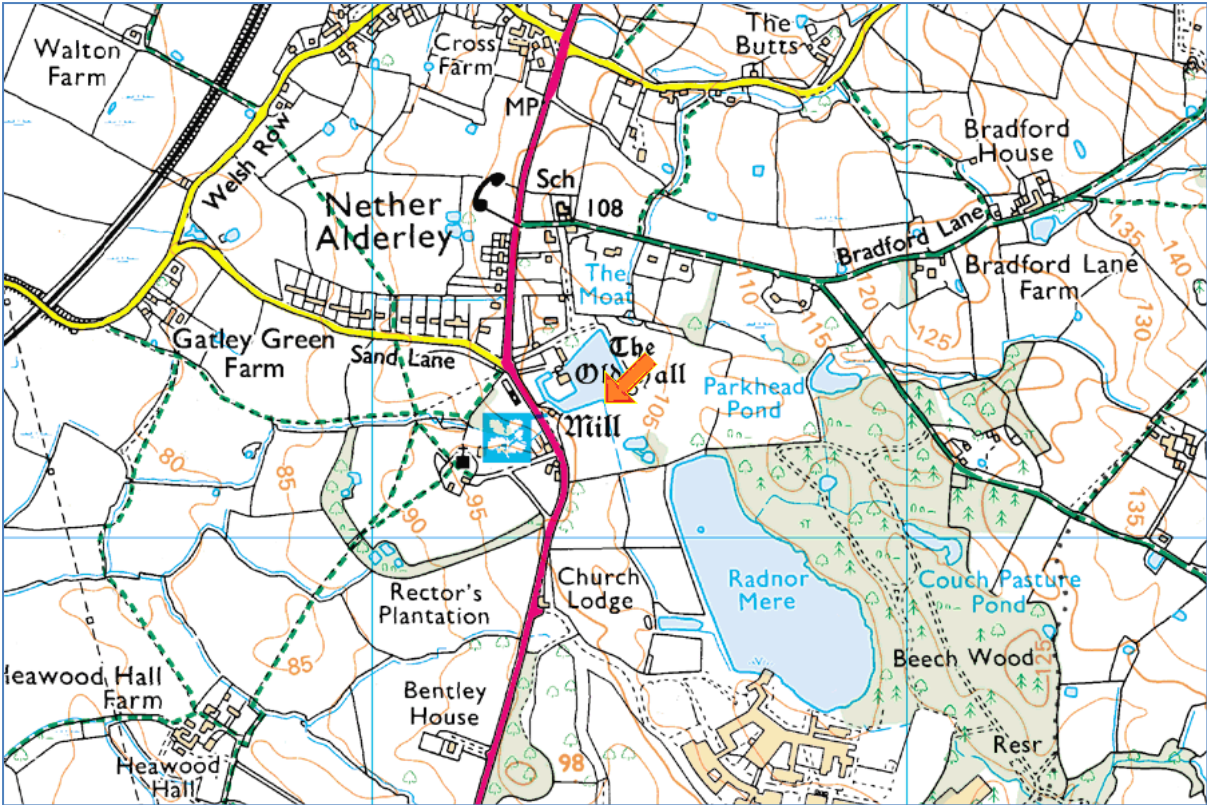 Walton
Farm
Cross
Farm
The
Butts
MP
Welsh Row
Bradford
House
Nether
Alderley
Sch
108
Bradford Lane
135
140
The
Moat
110
120
Bradford Lane
Farm
130
115
125
Gatley Green
Farm
Sand Lane
The
Old Hall
Parkhead
Pond
105
Mill
80
85
90
95
135
Rector's
Plantation
Church
Lodge
Radnor
Mere
Couch Pasture
Pond
85
Beech Wood
125
Heawood Hall
Farm
Bentley
House
Heawood
Hall
98
Resr